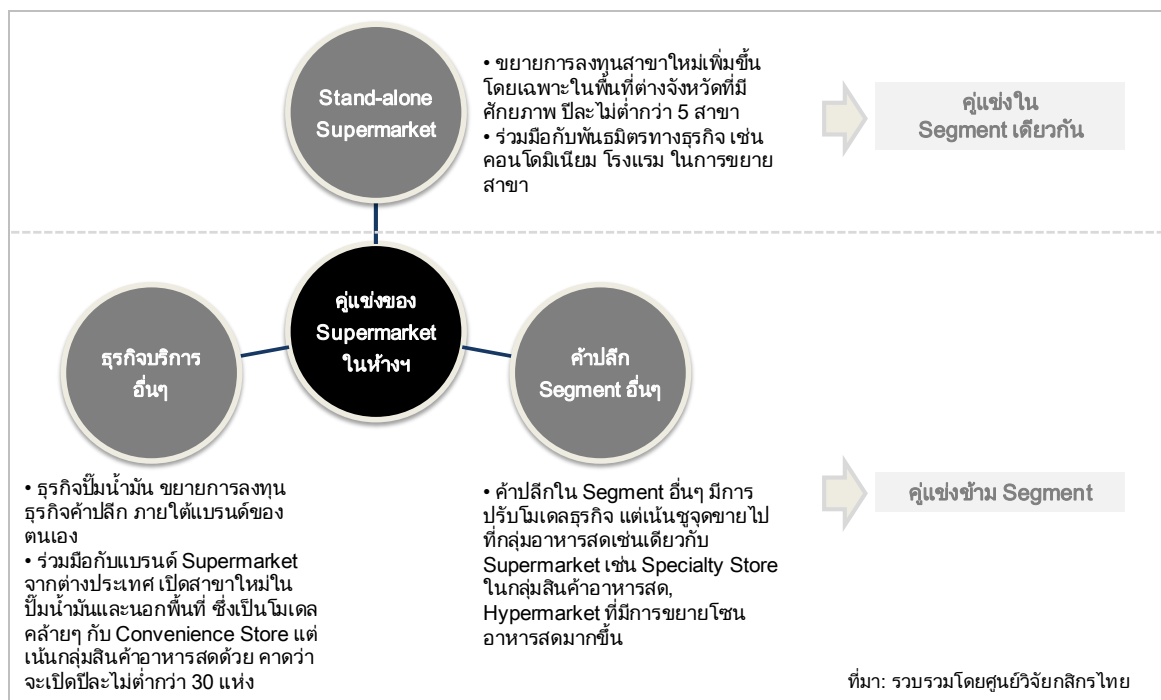 Stand-alone
Supermarket
• ขยายการลงทุนสาขาใหม่เพิ่มขึ้น
โดยเฉพาะในพื้นที่ต่างจังหวัดที่มี
ศักยภาพ ปีละไม่ต่ำกว่า 5 สาขา
• ร่วมมือกับพันธมิตรทางธุรกิจ เช่น
คอนโดมิเนียม โรงแรม ในการขยาย
สาขา
คู่แข่งใน
Segment เดียวกัน
คู่แข่งของ
Supermarket
ในห้างฯ
ธุรกิจบริการ
อื่นๆ
ค้าปลีก
Segment อื่นๆ
• ธุรกิจปั๊มน้ำมัน ขยายการลงทุน
ธุรกิจค้าปลีก ภายใต้แบรนด์ของ
ตนเอง
• ร่วมมือกับแบรนด์ Supermarket
จากต่างประเทศ เปิดสาขาใหม่ใน
ปั๊มน้ำมันและนอกพื้นที่ ซึ่งเป็นโมเดล
คล้ายๆ กับ Convenience Store แต่
เน้นกลุ่มสินค้าอาหารสดด้วย คาดว่า
จะเปิดปีละไม่ต่ำกว่า 30 แห่ง
• ค้าปลีกใน Segment อื่นๆ มีการ
ปรับโมเดลธุรกิจ แต่เน้นชูจุดขายไป
ที่กลุ่มอาหารสดเช่นเดียวกับ
Supermarket เช่น Specialty Store
ในกลุ่มสินค้าอาหารสด,
Hypermarket ที่มีการขยายโซน
อาหารสดมากขึ้น
คู่แข่งข้าม Segment
ที่มา: รวบรวมโดยศูนย์วิจัยกสิกรไทย